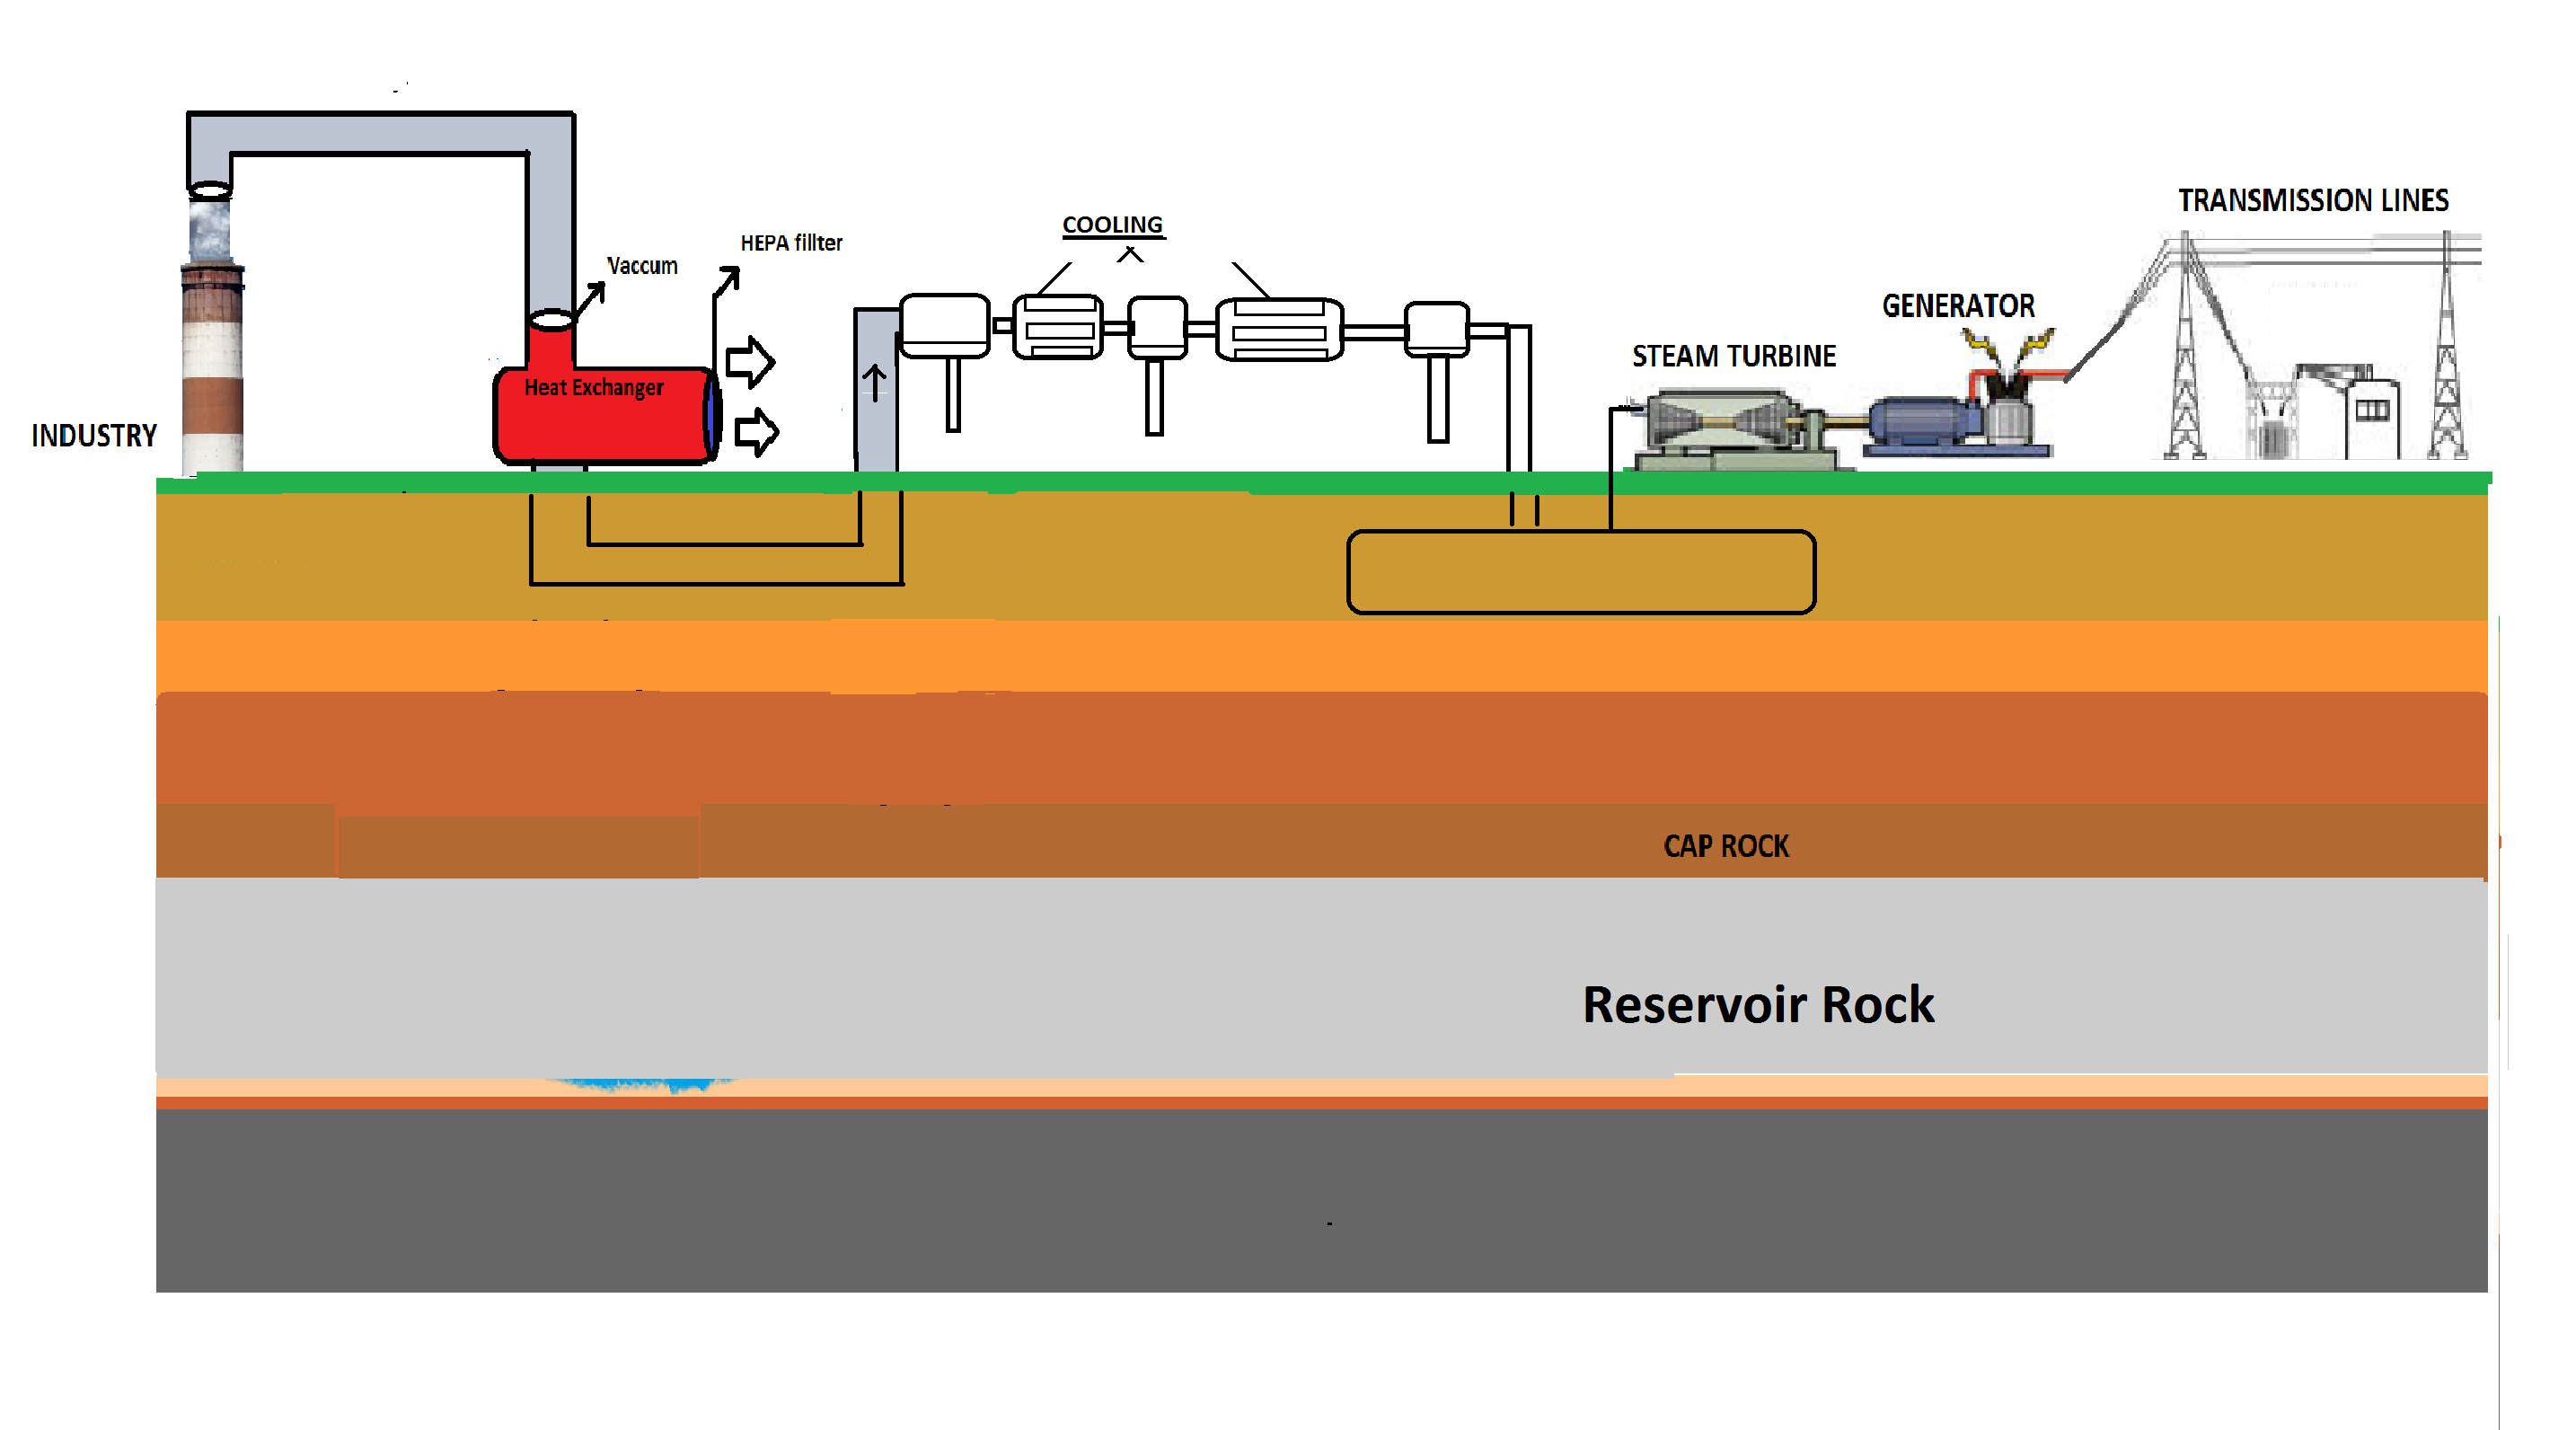 TRANSMISSION LINES
COOLING
HEPA fillter
Vaccum
GENERATOR
STEAM TURBINE
Heat Exchanger
INDUSTRY
CAP ROCK
Reservoir Rock